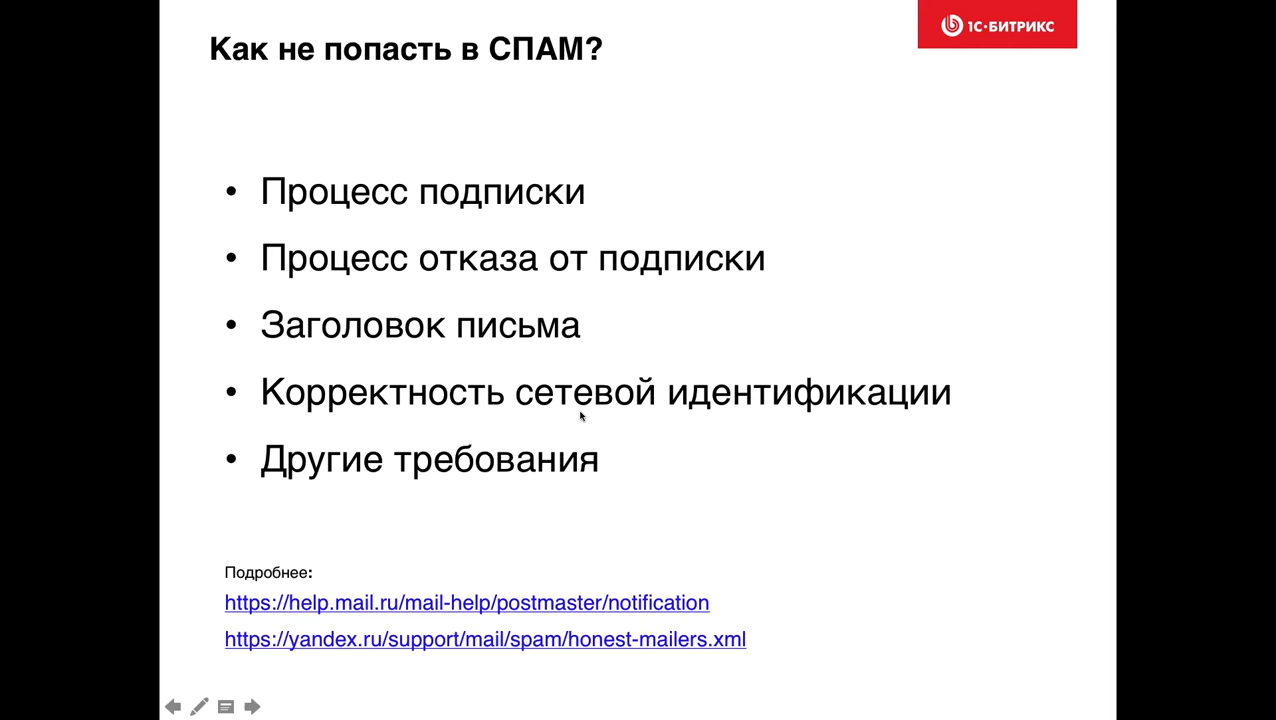 1С·БИТРИКС
Как не попасть в СПАМ?
• Процесс подписки
• Процесс отказа от подписки
• Заголовок письма
• Корректность сетевой идентификации
• Другие требования
Подробнее:
https://help.mail.ru/mail-help/postmaster/notification
https://yandex.ru/support/mail/spam/honest-mailers.xml